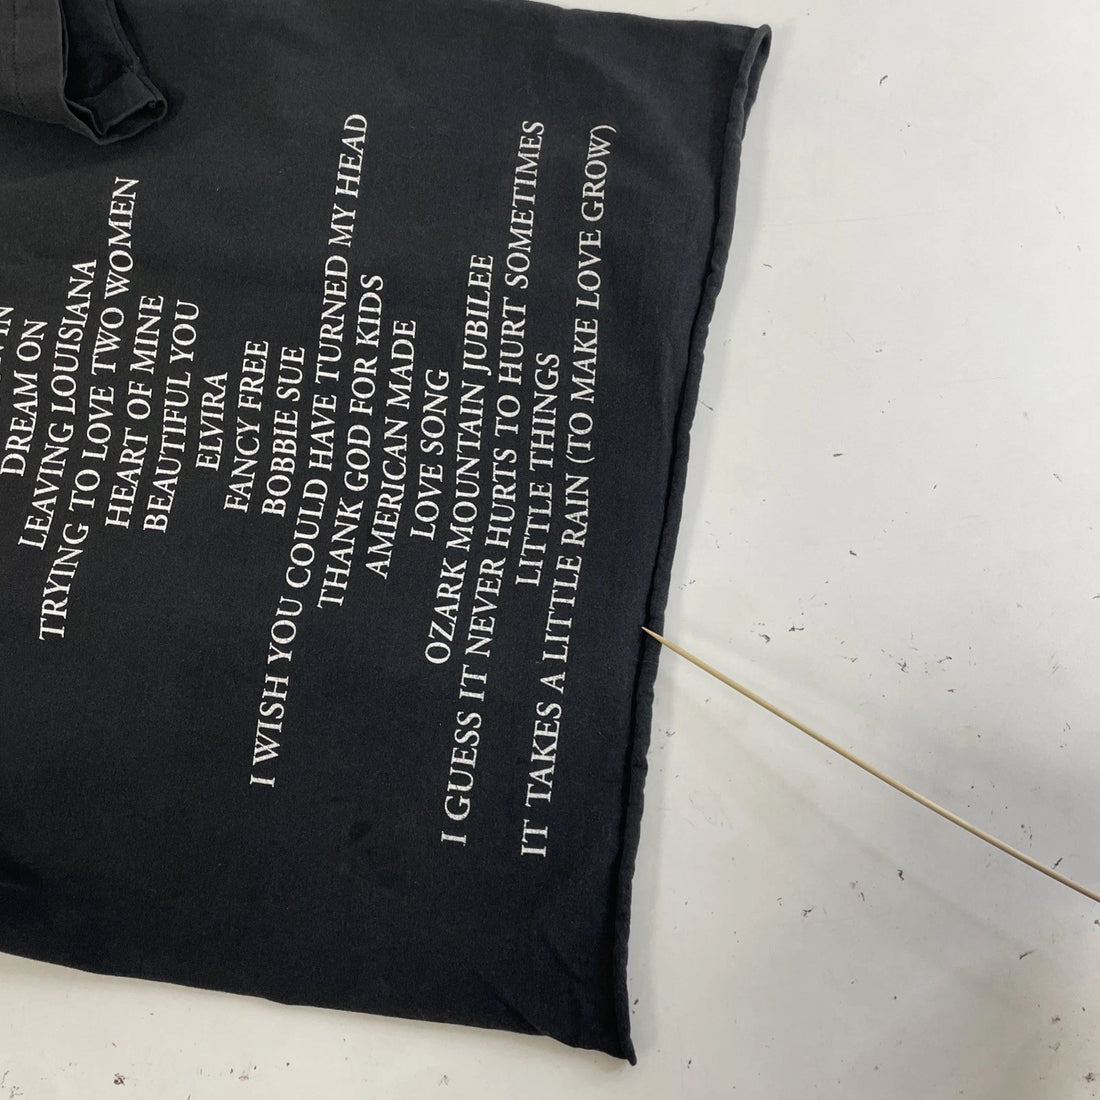 DREAM ON
LEAVING LOUISIANA
TRYING TO LOVE TWO WOMEN
HEART OF MINE
BEAUTIFUL YOU
ELVIRA
FANCY FREE
BOBBIE SUE
I WISH YOU COULD HAVE TURNED MY HEAD
THANK GOD FOR KIDS
AMERICAN MADE
LOVE SONG
OZARK MOUNTAIN JUBILEE
I GUESS IT NEVER HURTS TO HURT SOMETIMES
LITTLE THINGS
IT TAKES A LITTLE RAIN (TO MAKE LOVE GROW)